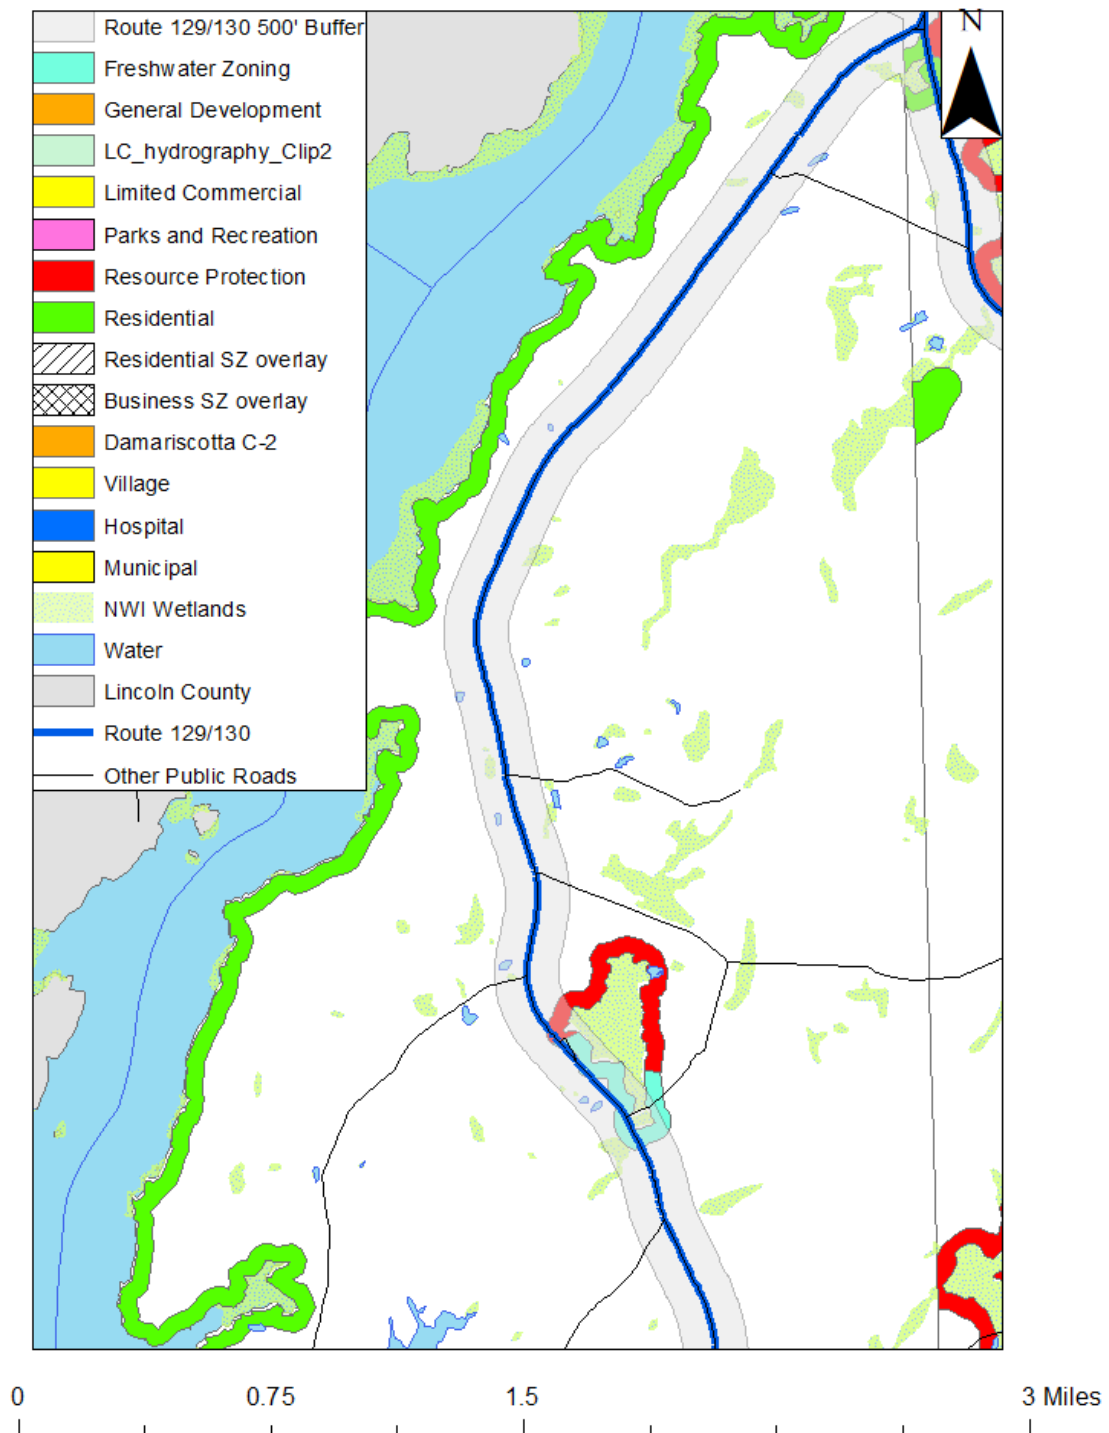 Route 129/130 500' Buffer
Freshwater Zoning
General Development
LC_hydrography_Clip2
Limited Commercial
Parks and Recreation
Resource Protection
Residential
Residential SZ overlay
Business SZ overlay
Damariscotta C-2
Village
Hospital
Municipal
NWI Wetlands
Water
Lincoln County
Route 129/130
Other Public Roads
N
0 0.75 1.5 3 Miles